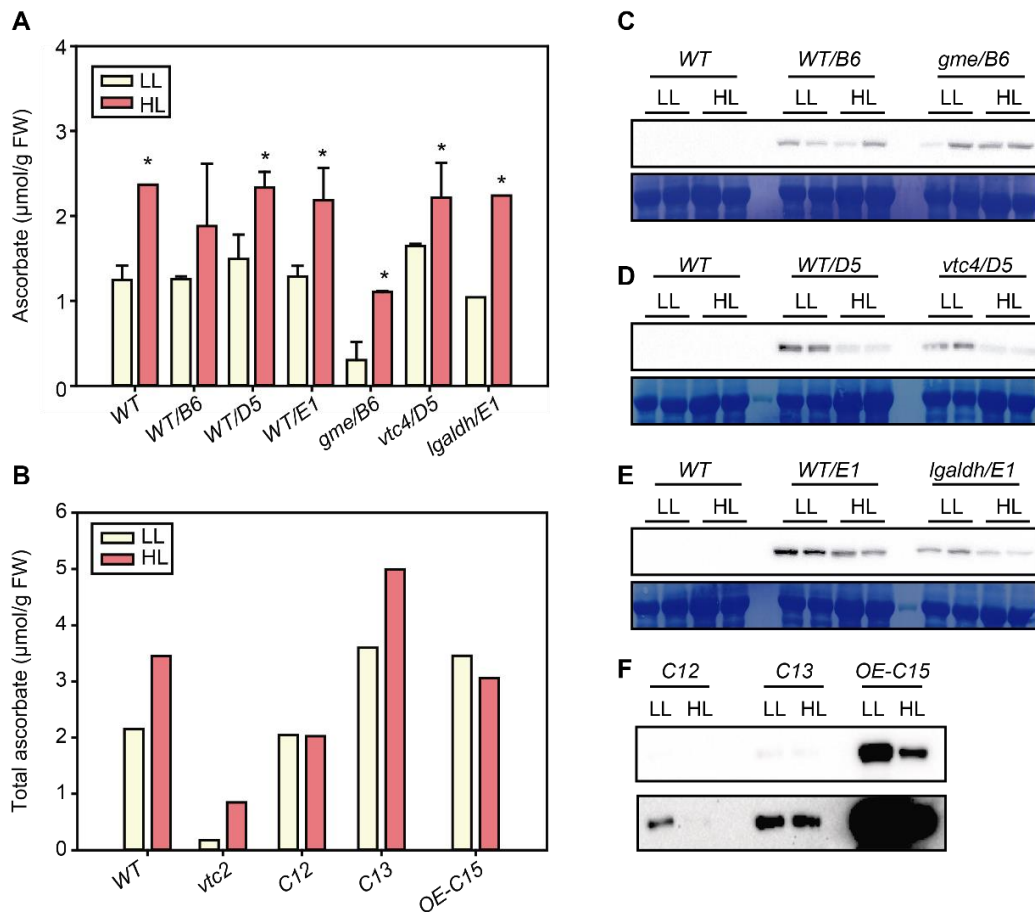 A
Ascorbate (µmol/g FW)
4
3
2
1
0
LL
HL
* * * * * *
WT WT/B6 WT/D5 WT/E1 gme/B6 vtc4/D5 lgaldh/E1
B
Total ascorbate (µmol/g FW)
6
5
4
3
2
1
0
LL
HL
WT vtc2 C12 C13 OE-C15
C
WT WT/B6 gme/B6
LL HL LL HL LL HL
D
WT WT/D5 vtc4/D5
LL HL LL HL LL HL
E
WT WT/E1 lgaldh/E1
LL HL LL HL LL HL
F
C12 C13 OE-C15
LL HL LL HL LL HL